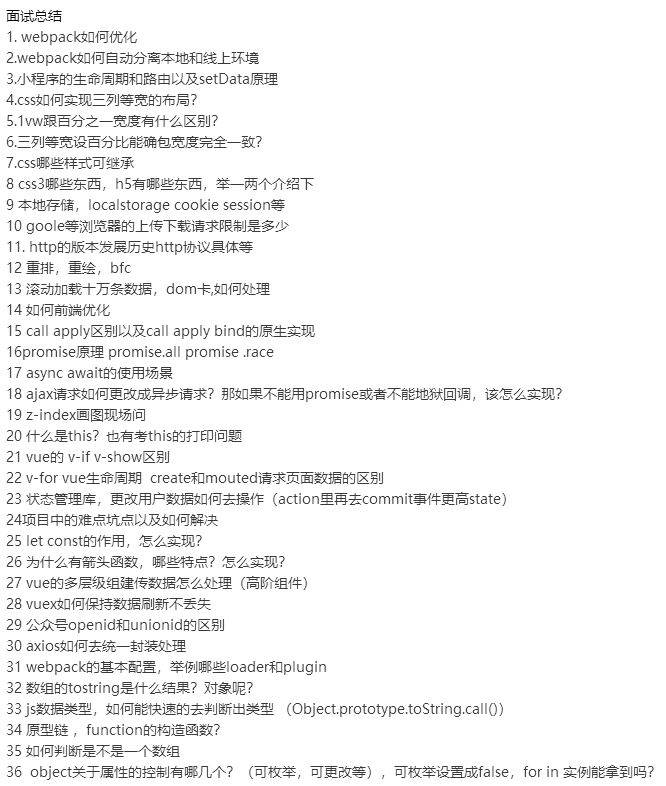 面试总结
1. webpack如何优化
2.webpack如何自动分离本地和线上环境
3.小程序的生命周期和路由以及setData原理
4.css如何实现三列等宽的布局？
5.1vw跟百分之一宽度有什么区别？
6.三列等宽设百分比能确包宽度完全一致？
7.css哪些样式可继承
8 css3哪些东西，h5有哪些东西，举一两个介绍下
9 本地存储，localstorage cookie session等
10 goole等浏览器的上传下载请求限制是多少
11. http的版本发展历史http协议具体等
12 重排，重绘，bfc
13 滚动加载十万条数据，dom卡,如何处理
14 如何前端优化
15 call apply区别以及call apply bind的原生实现
16promise原理 promise.all promise .race
17 async await的使用场景
18 ajax请求如何更改成异步请求？那如果不能用promise或者不能地狱回调，该怎么实现？
19 z-index画图现场问
20 什么是this？也有考this的打印问题
21 vue的 v-if v-show区别
22 v-for vue生命周期 create和mouted请求页面数据的区别
23 状态管理库，更改用户数据如何去操作（action里再去commit事件更高state）
24项目中的难点坑点以及如何解决
25 let const的作用，怎么实现？
26 为什么有箭头函数，哪些特点？怎么实现？
27 vue的多层级组建传数据怎么处理（高阶组件）
28 vuex如何保持数据刷新不丢失
29 公众号openid和unionid的区别
30 axios如何去统一封装处理
31 webpack的基本配置，举例哪些loader和plugin
32 数组的tostring是什么结果？对象呢？
33 js数据类型，如何能快速的去判断出类型 （Object.prototype.toString.call()）
34 原型链 ，function的构造函数？
35 如何判断是不是一个数组
36 object关于属性的控制有哪几个？（可枚举，可更改等），可枚举设置成false，for in 实例能拿到吗？